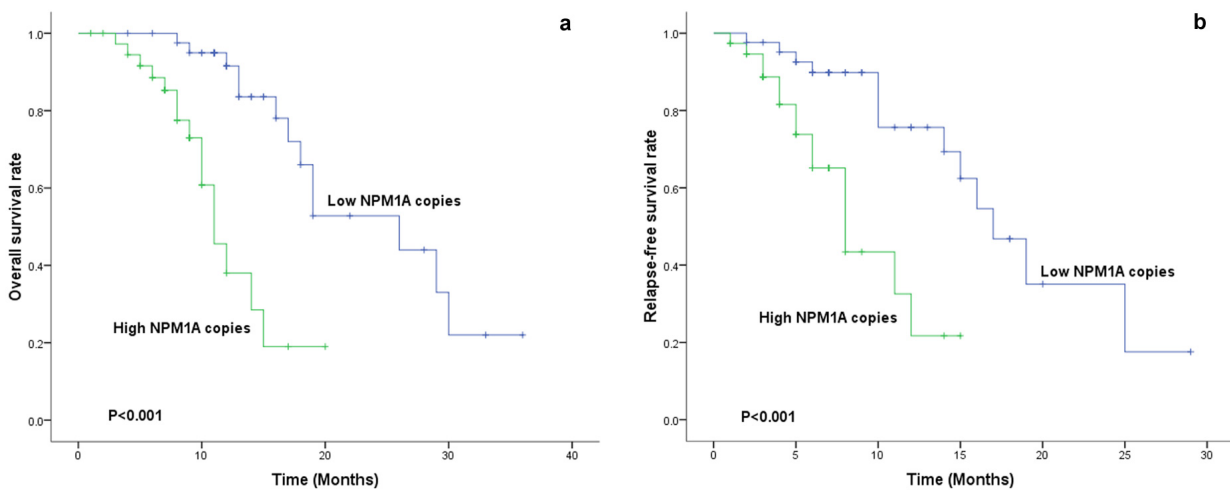 a
1.0
0.8
0.6
0.4
0.2
0.0
Overall survival rate
Low NPM1A copies
High NPM1A copies
P<0.001
0 10 20 30 40
Time (Months)
b
1.0
0.8
0.6
0.4
0.2
0.0
Relapse-free survival rate
Low NPM1A copies
High NPM1A copies
P<0.001
0 5 10 15 20 25 30
Time (Months)